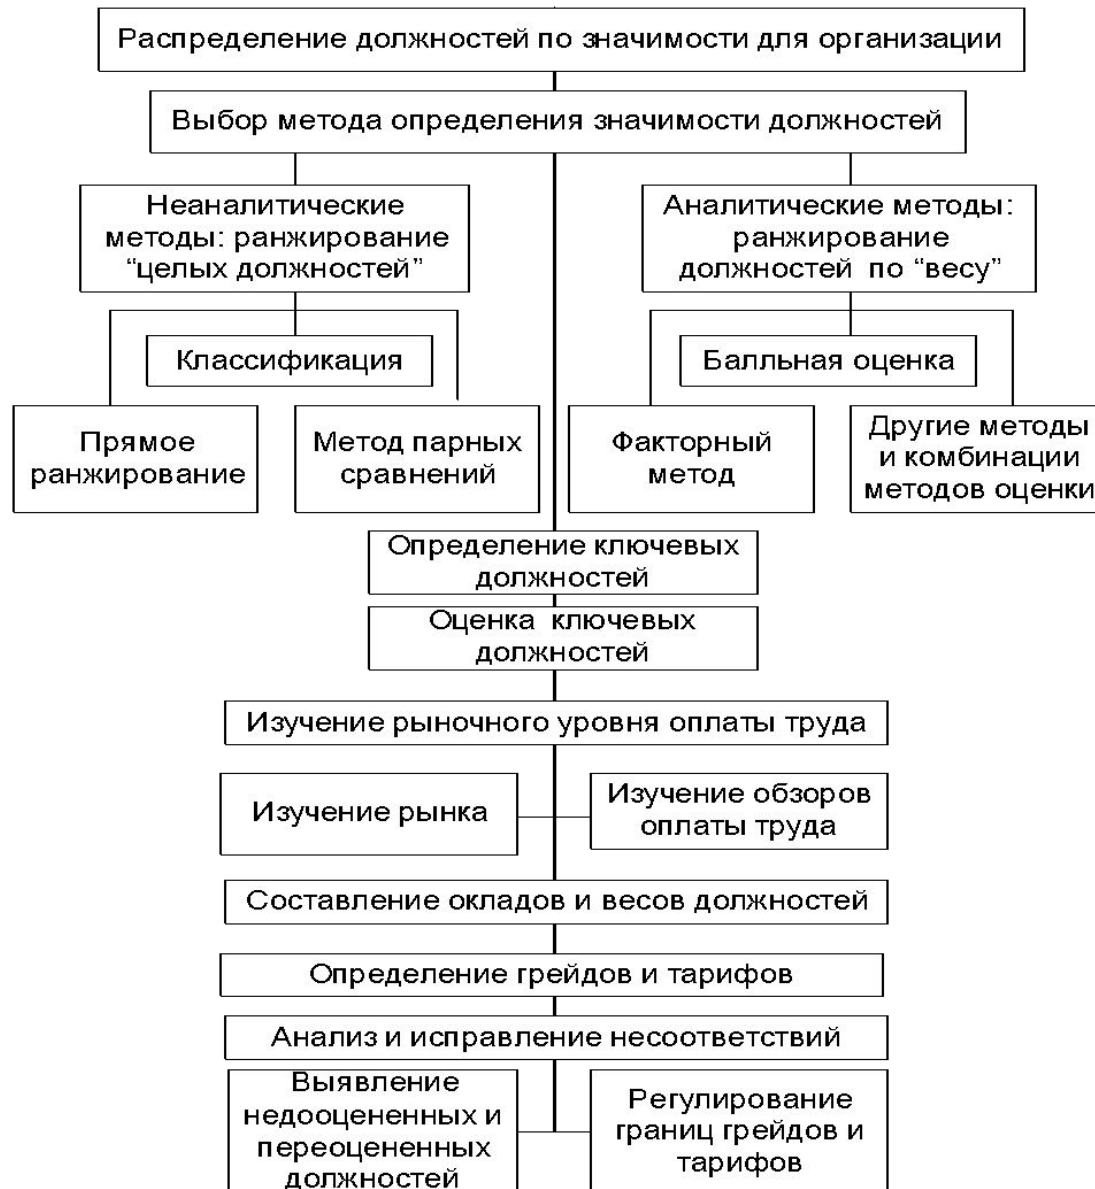 Распределение должностей по значимости для организации
Выбор метода определения значимости должностей
Неаналитические
методы: ранжирование
“целых должностей”
Аналитические методы:
ранжирование
должностей по “весу”
Классификация
Балльная оценка
Прямое
ранжирование
Метод парных
сравнений
Факторный
метод
Другие методы
и комбинации
методов оценки
Определение ключевых
должностей
Оценка ключевых
должностей
Изучение рыночного уровня оплаты труда
Изучение рынка
Изучение обзоров
оплаты труда
Составление окладов и весов должностей
Определение грейдов и тарифов
Анализ и исправление несоответствий
Выявление
недооцененных и
переоцененных
должностей
Регулирование
границ грейдов и
тарифов